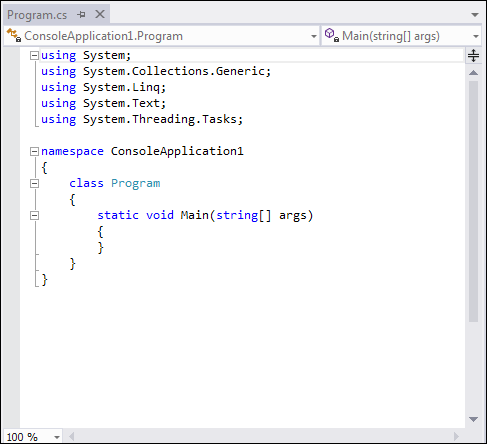 Program.cs
ConsoleApplication1.Program Main(string[] args)
using System;
using System.Collections.Generic;
using System.Linq;
using System.Text;
using System.Threading.Tasks;
namespace ConsoleApplication1
{
class Program
{
static void Main(string[] args)
{
}
}
}
100 %